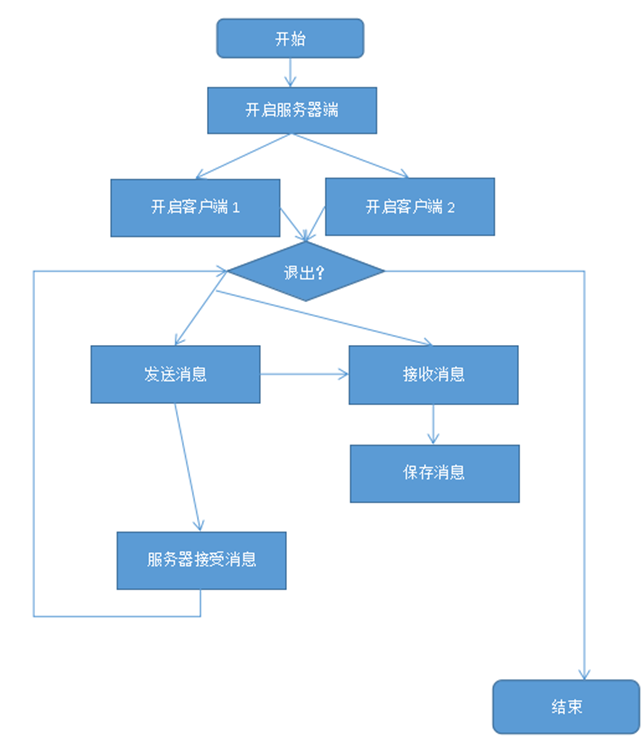 开始
开启服务器端
开启客户端 1
开启客户端 2
退出?
发送消息
接收消息
保存消息
服务器接受消息
结束